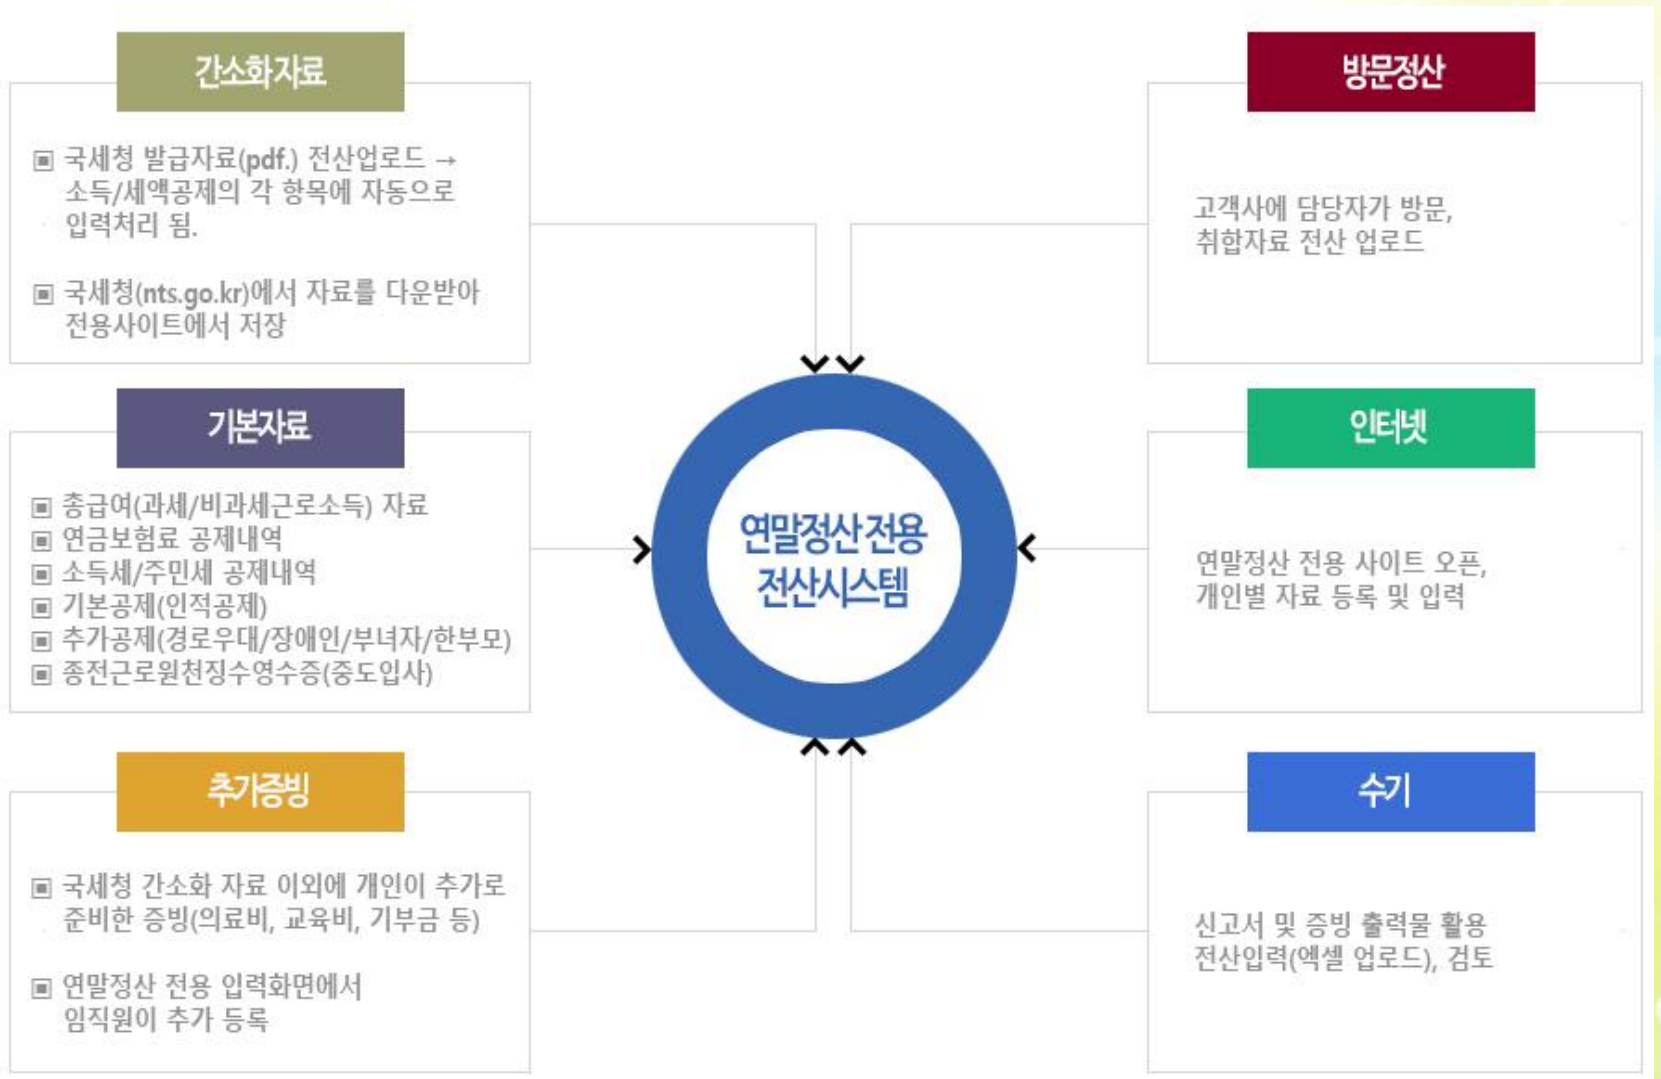 간소화자료
▣ 국세청 발급자료(pdf.) 전산업로드 →
소득/세액공제의 각 항목에 자동으로
입력처리 됨.
▣ 국세청(nts.go.kr)에서 자료를 다운받아
전용사이트에서 저장
기본자료
▣ 총급여(과세/비과세근로소득) 자료
▣ 연금보험료 공제내역
▣ 소득세/주민세 공제내역
▣ 기본공제(인적공제)
▣ 추가공제(경로우대/장애인/부녀자/한부모)
▣ 종전근로원천징수영수증(중도입사)
추가증빙
▣ 국세청 간소화 자료 이외에 개인이 추가로
준비한 증빙(의료비, 교육비, 기부금 등)
▣ 연말정산 전용 입력화면에서
임직원이 추가 등록
연말정산 전용
전산시스템
방문정산
고객사에 담당자가 방문,
취합자료 전산 업로드
인터넷
연말정산 전용 사이트 오픈,
개인별 자료 등록 및 입력
수기
신고서 및 증빙 출력물 활용
전산입력(엑셀 업로드), 검토